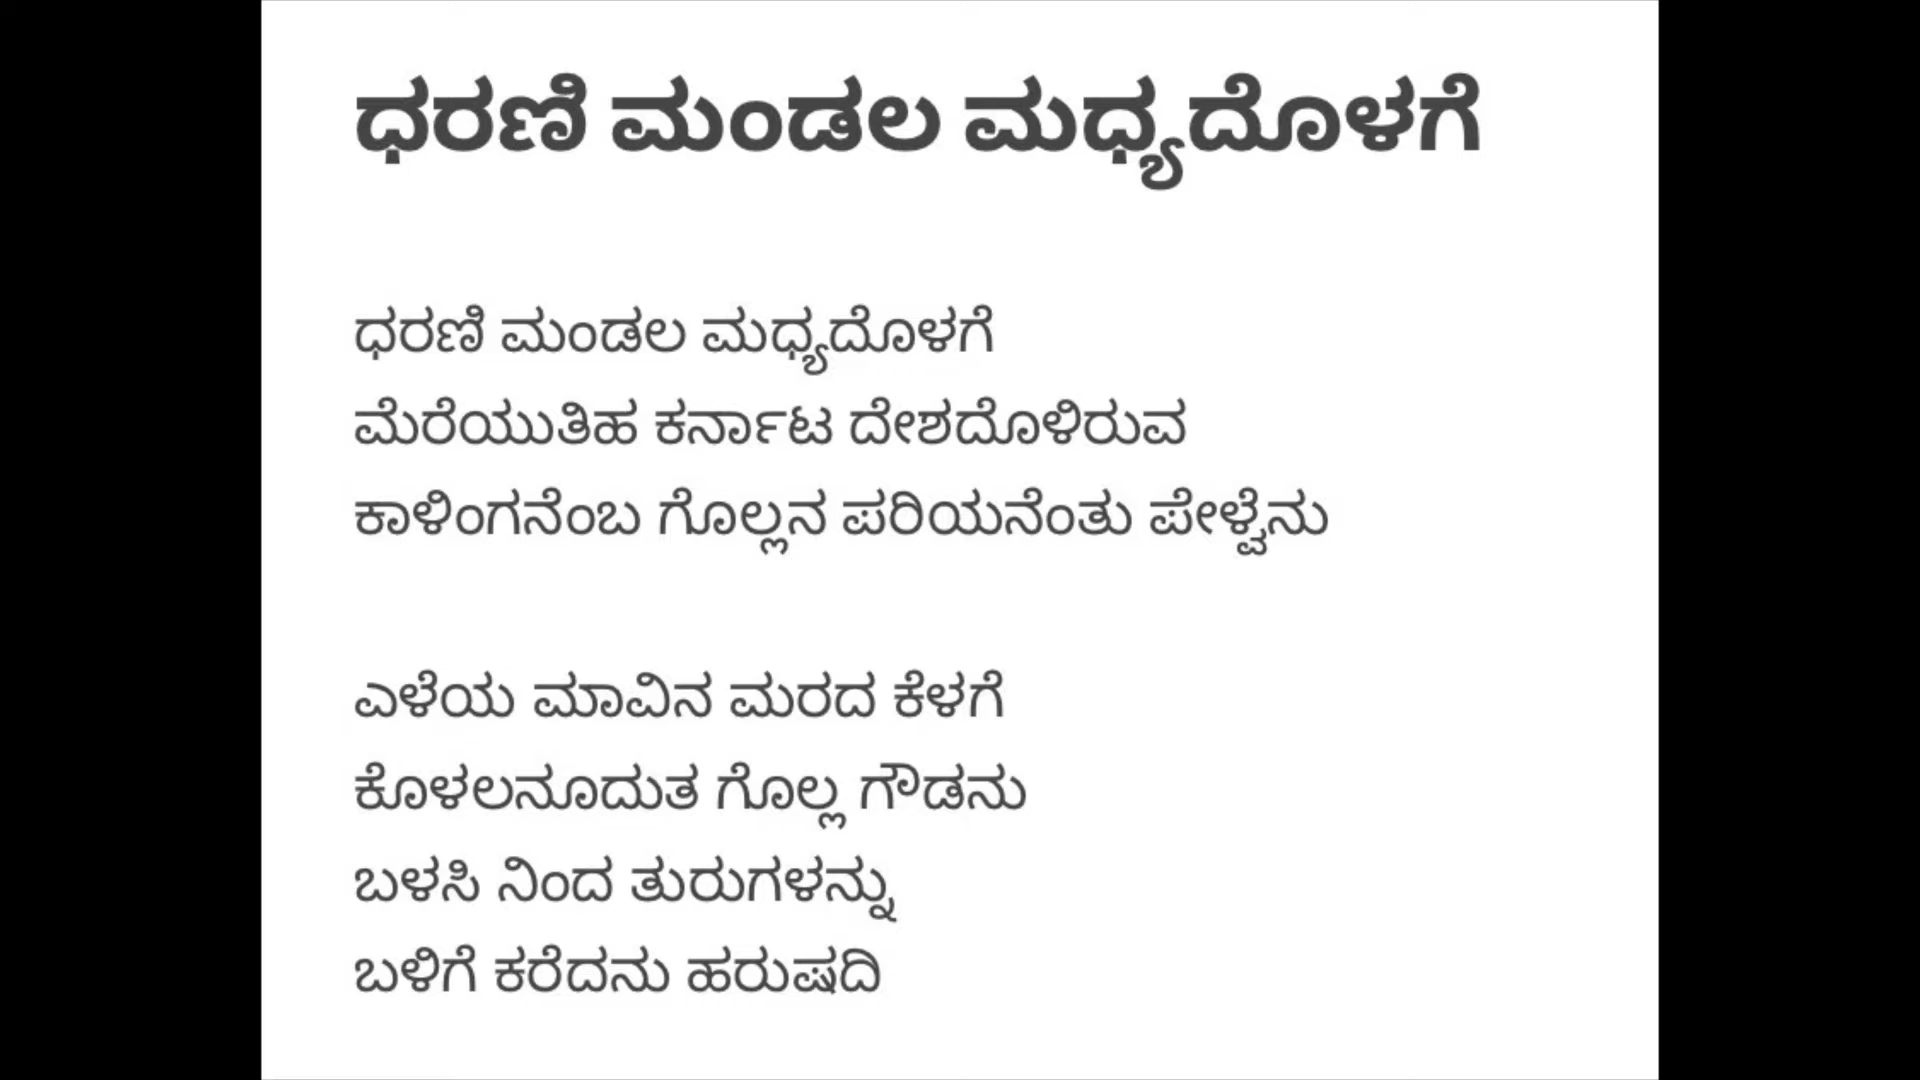 ಧರಣಿ ಮಂಡಲ ಮಧ್ಯದೊಳಗೆ
ಧರಣಿ ಮಂಡಲ ಮಧ್ಯದೊಳಗೆ
ಮೆರೆಯುತಿಹ ಕರ್ನಾಟ ದೇಶದೊಳಿರುವ
ಕಾಳಿಂಗನೆಂಬ ಗೊಲ್ಲನ ಪರಿಯನೆಂತು ಪೇಳ್ವೆನು
ಎಳೆಯ ಮಾವಿನ ಮರದ ಕೆಳಗೆ
ಕೊಳಲನೂದುತ ಗೊಲ್ಲ ಗೌಡನು
ಬಳಸಿ ನಿಂದ ತುರುಗಳನ್ನು
ಬಳಿಗೆ ಕರೆದನು ಹರುಷದಿ